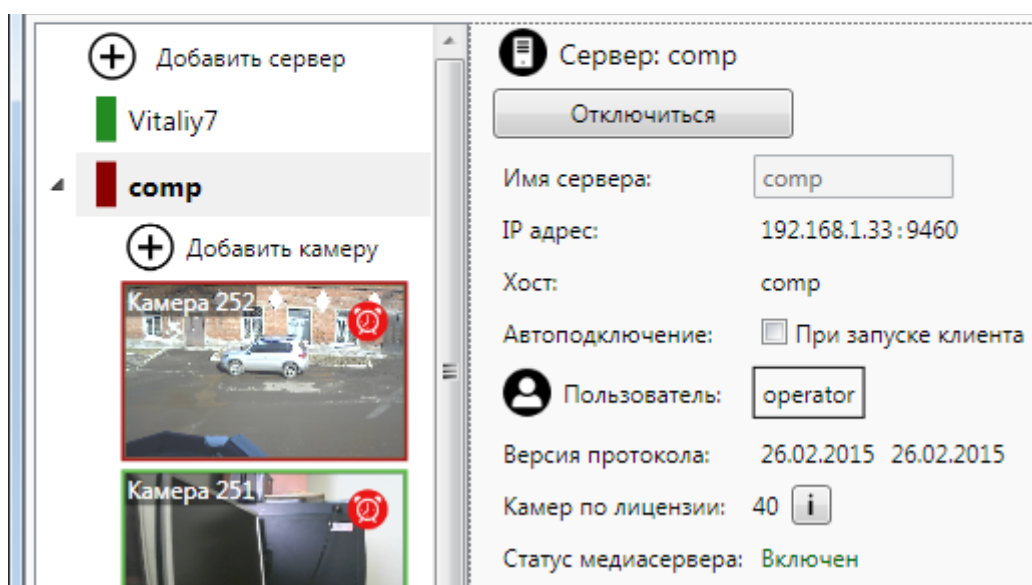 Добавить сервер
Vitaliy7
comp
Добавить камеру
Камера 252
Камера 251
Сервер: comp
Отключиться
Имя сервера: comp
IP адрес: 192.168.1.33:9460
Хост: comp
Автоподключение: При запуске клиента
Пользователь: operator
Версия протокола: 26.02.2015 26.02.2015
Камер по лицензии: 40 i
Статус медиасервера: Включен